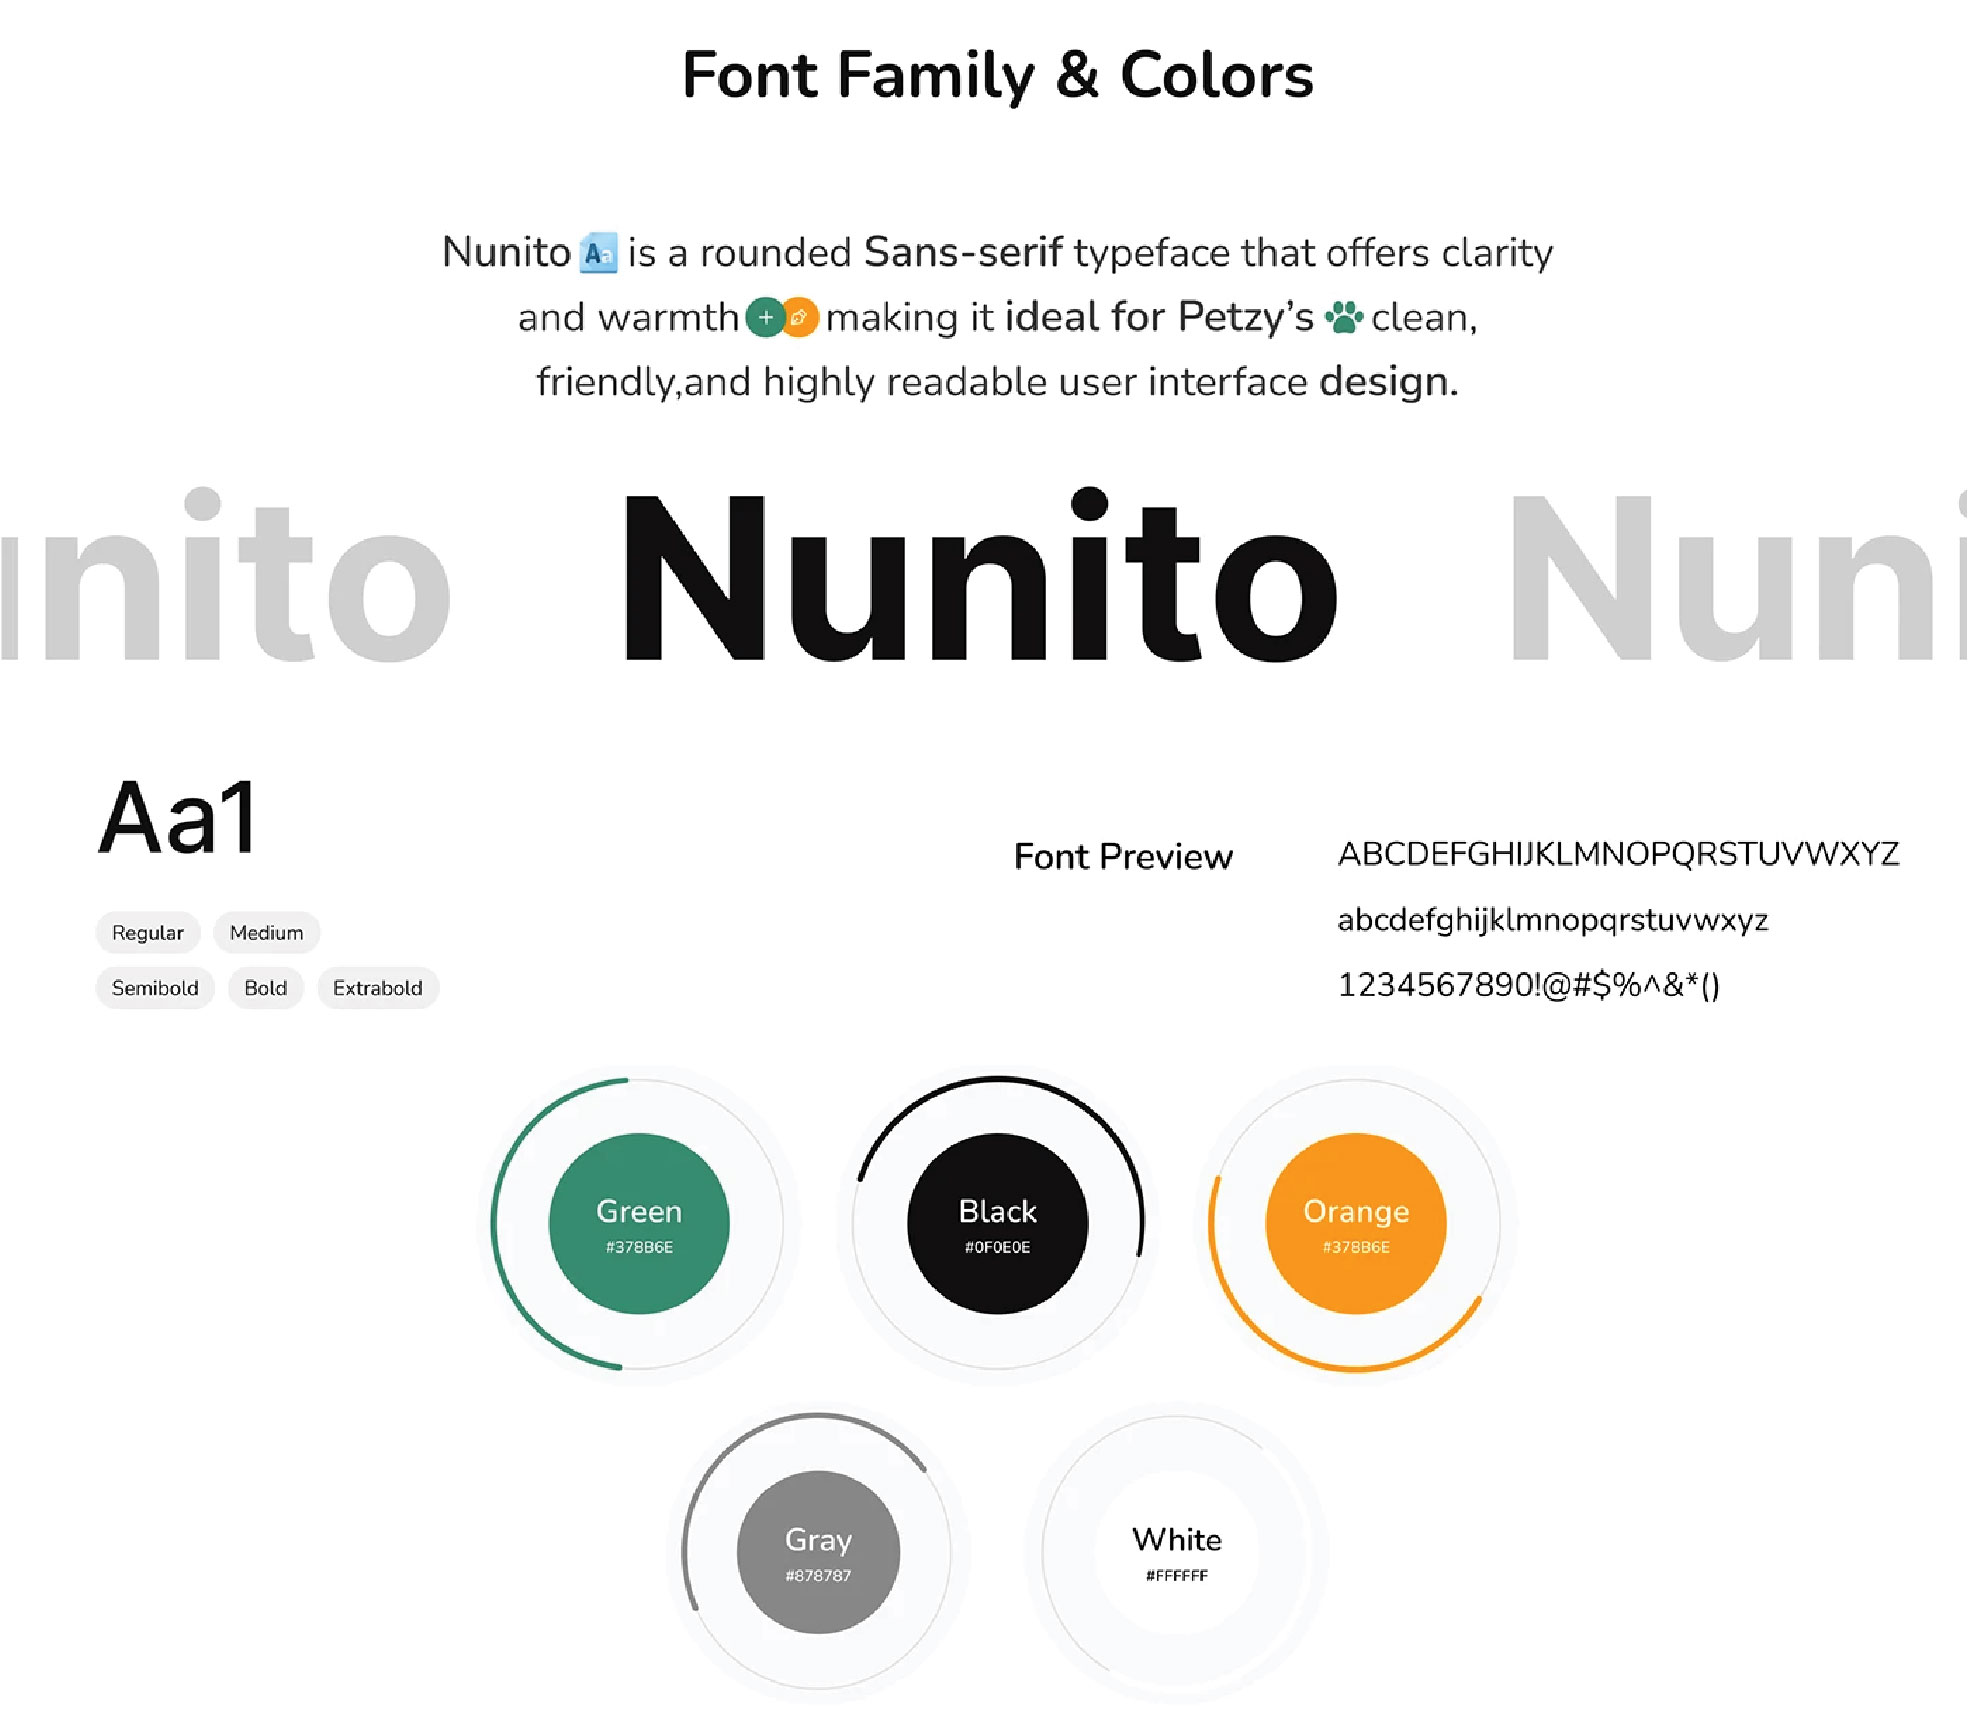 Font Family & Colors
Nunito Aa is a rounded Sans-serif typeface that offers clarity
and warmth making it ideal for Petzy's clean,
friendly,and highly readable user interface design.
unito Nunito Nuni
Aa1
Regular Medium
Semibold Bold Extrabold
Font Preview
ABCDEFGHIJKLMNOPQRSTUVWXYZ
abcdefghijklmnopqrstuvwxyz
1234567890!@#$%^&*()
Green
#378B6E
Black
#0F0E0E
Orange
#378B6E
Gray
#878787
White
#FFFFFF